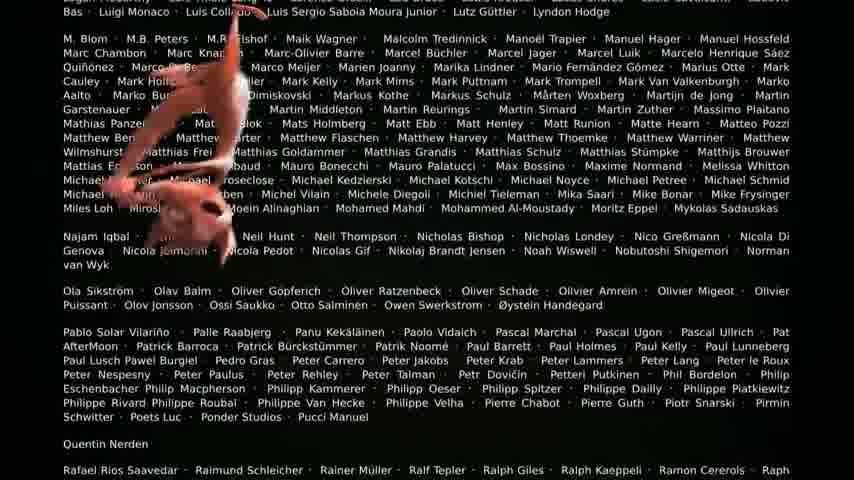 Bas · Luigi Monaco · Luis Sergio Saboia Moura Junior · Lutz Güttler · Lyndon Hodge
M. Blom · M.B. Peters · Maik Wagner · Malcolm Tredinnick · Manoël Trapier · Manuel Hager · Manuel Hossfeld
Marc Chambon · Marc · Marc-Olivier Barre · Marcel Büchler · Marcel Jager · Marcel Luik · Marcelo Henrique Sáez
Quiñónez · Marco Meijer · Marien Joanny · Marika Lindner · Mario Fernández Gómez · Marius Otte · Mark
Cauley · Mark · Mark Kelly · Mark Mims · Mark Puttnam · Mark Trompell · Mark Van Valkenburgh · Marko
Aalto · Marko · Dimiskovski · Markus Kothe · Markus Schulz · Mårten Woxberg · Martijn de Jong · Martin
Garstenauer · Martin Middleton · Martin Reurings · Martin Simard · Martin Zuther · Massimo Plaitano
Mathias · Mats Holmberg · Matt Ebb · Matt Henley · Matt Runion · Matte Hearn · Matteo Pozzi
Matthew · Matthew · Matthew Flaschen · Matthew Harvey · Matthew Thoemke · Matthew Warriner · Matthew
Wilmshurst · Matthias · Matthias Goldammer · Matthias Grandis · Matthias Schulz · Matthias Stümpke · Matthijs Brouwer
Mattias · Mauro Bonecchi · Mauro Palatucci · Max Bossino · Maxime Normand · Melissa Whitton
Michael · Michael Kedzierski · Michael Kotschi · Michael Noyce · Michael Petree · Michael Schmid
Michael · Michel Vilain · Michele Diegoli · Michiel Tieleman · Mika Saari · Mike Bonar · Mike Frysinger
Miles Loh · Moein Alinaghian · Mohamed Mahdi · Mohammed Al-Moustady · Moritz Eppel · Mykolas Sadauskas
Najam Iqbal · Neil Hunt · Neil Thompson · Nicholas Bishop · Nicholas Londey · Nico Greßmann · Nicola Di
Genova · Nicola · Nicola Pedot · Nicolas Gif · Nikolaj Brandt Jensen · Noah Wiswell · Nobutoshi Shigemori · Norman
van Wyk
Ola Sikström · Olav Balm · Oliver Gopferich · Oliver Ratzenbeck · Oliver Schade · Olivier Amrein · Olivier Migeot · Olivier
Puissant · Olov Jonsson · Ossi Saukko · Otto Salminen · Owen Swerkstrom · Øystein Handegard
Pablo Solar Vilariño · Palle Raabjerg · Panu Kekäläinen · Paolo Vidaich · Pascal Marchal · Pascal Ugon · Pascal Ullrich · Pat
AfterMoon · Patrick Barroca · Patrick Bürckstümmer · Patrik Noomé · Paul Barrett · Paul Holmes · Paul Kelly · Paul Lunneberg
Paul Lusch Pawel Burgiel · Pedro Gras · Peter Carrero · Peter Jakobs · Peter Krab · Peter Lammers · Peter Lang · Peter le Roux
Peter Nespesny · Peter Paulus · Peter Rehley · Peter Talman · Petr Dovičín · Petteri Putkinen · Phil Bordelon · Philip
Eschenbacher Philip Macpherson · Philipp Kammerer · Philipp Oeser · Philipp Spitzer · Philippe Dailly · Philippe Piatkiewitz
Philippe Rivard Philippe Roubal · Philippe Van Hecke · Philippe Velha · Pierre Chabot · Pierre Guth · Piotr Snarski · Pirmin
Schwitter · Poets Luc · Ponder Studios · Pucci Manuel
Quentin Nerden
Rafael Rios Saavedar · Raimund Schleicher · Rainer Müller · Ralf Tepler · Ralph Giles · Ralph Kaeppeli · Ramon Cererols · Raph